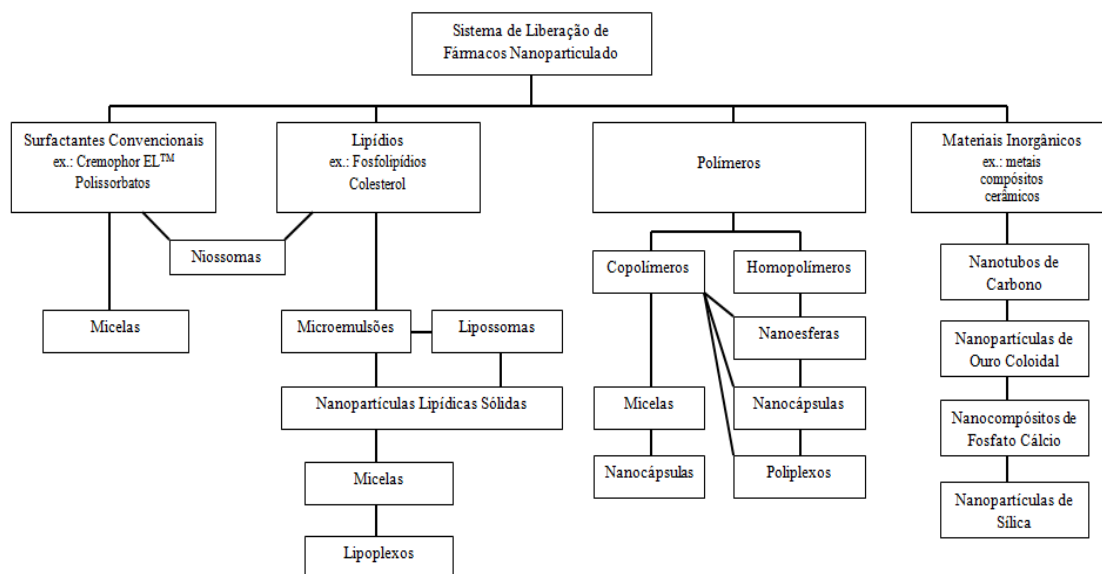 Sistema de Liberação de
Fármacos Nanoparticulado
Surfactantes Convencionais
ex.: Cremophor EL™
Polissorbatos
Lipídios
ex.: Fosfolipídios
Colesterol
Polímeros
Materiais Inorgânicos
ex.: metais
compósitos
cerâmicos
Niossomas
Copolímeros
Homopolímeros
Nanotubos de
Carbono
Micelas
Microemulsões
Lipossomas
Nanoesferas
Nanopartículas de
Ouro Coloidal
Nanopartículas Lipídicas Sólidas
Micelas
Nanocápsulas
Nanocompósitos de
Fosfato Cálcio
Micelas
Nanocápsulas
Poliplexos
Nanopartículas de
Sílica
Lipoplexos